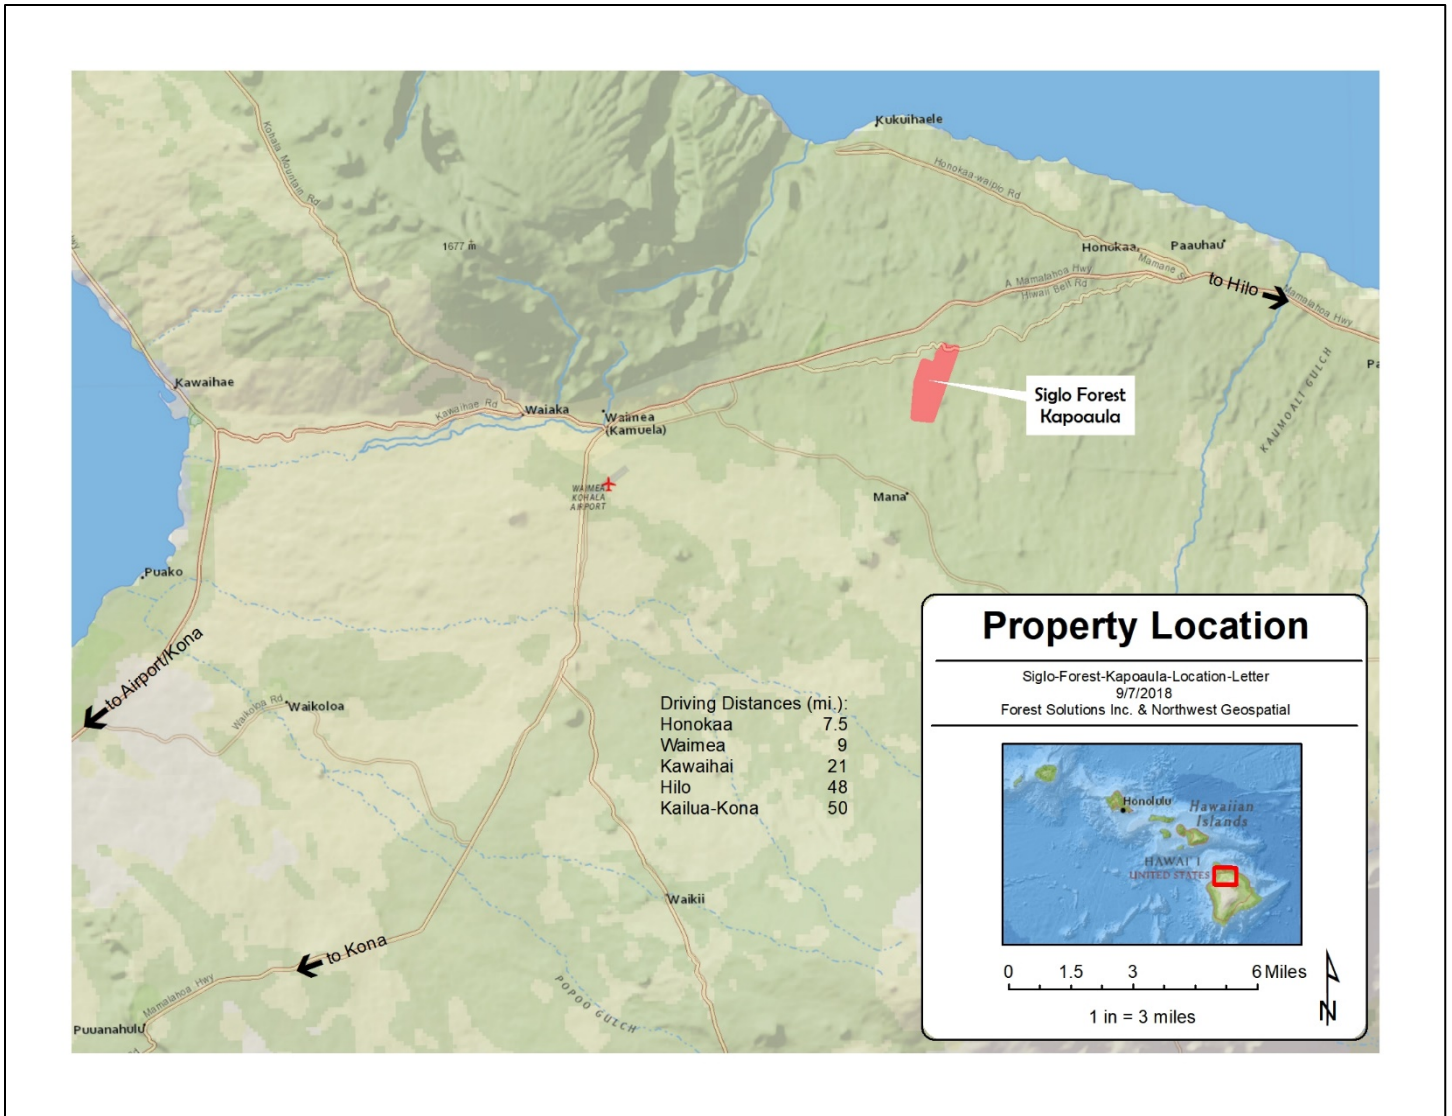 Kukuihaele
Kohala Mountain Rd
Honokaa-waipio Rd
1677 m
Honokaa
Paauhau
Mamane S
A Mamalahoa Hwy
Hiwaii Belt Rd
to Hilo
Mamalahoa Hwy
KAUMOALI GULCH
Pa
Siglo Forest
Kapoaula
Kawaihae
Kawaihae Rd
Waiaka
Waimea
(Kamuela)
WAIMEA
KOHALA
AIRPORT
Mana
Puako
to Airport/Kona
Waikoloa Rd
Waikoloa
Driving Distances (mi.):
Honokaa 7.5
Waimea 9
Kawaihai 21
Hilo 48
Kailua-Kona 50
Waikii
to Kona
Mamalahoa Hwy
Puuanahulu
POPOO GULCH
Property Location
Siglo-Forest-Kapoaula-Location-Letter
9/7/2018
Forest Solutions Inc. & Northwest Geospatial
Honolulu
Hawaiian
Islands
HAWAI'I
UNITED STATES
0 1.5 3 6 Miles
1 in = 3 miles
N